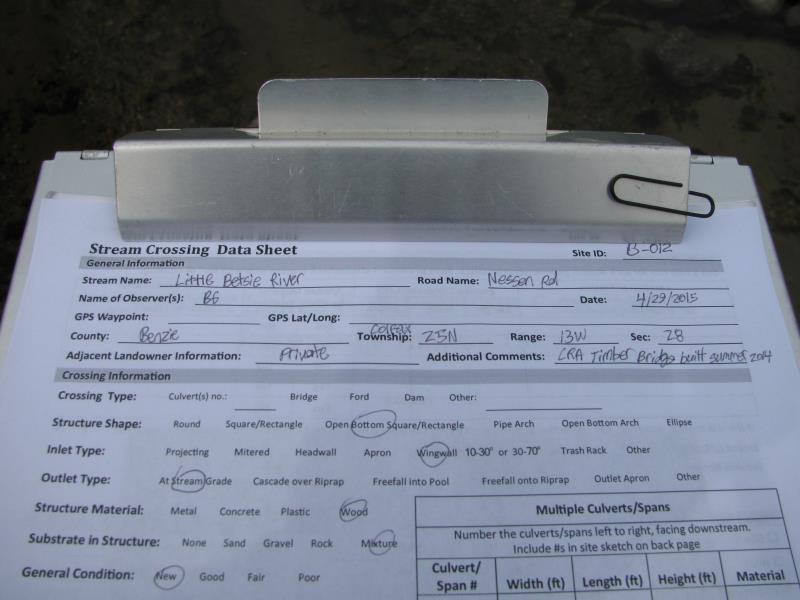 Stream Crossing Data Sheet Site ID: B-012
General Information
Stream Name: Little Betsie River Road Name: Nessen Rd
Name of Observer(s): BG Date: 4/29/2015
GPS Waypoint: GPS Lat/Long:
County: Benzie Colfax Township: 25N Range: 13W Sec: 28
Adjacent Landowner Information: Private Additional Comments: CRA Timber Bridge built summer 2014
Crossing Information
Crossing Type: Culvert(s) no.: Bridge Ford Dam Other:
Structure Shape: Round Square/Rectangle Open Bottom Square/Rectangle Pipe Arch Open Bottom Arch Ellipse
Inlet Type: Projecting Mitered Headwall Apron Wingwall 10-30° or 30-70° Trash Rack Other
Outlet Type: At Stream Grade Cascade over Riprap Freefall into Pool Freefall onto Riprap Outlet Apron Other
Structure Material: Metal Concrete Plastic Wood
Substrate in Structure: None Sand Gravel Rock Mixture
General Condition: New Good Fair Poor
Multiple Culverts/Spans
Number the culverts/spans left to right, facing downstream.
Include #s in site sketch on back page
Culvert/
Span # Width (ft) Length (ft) Height (ft) Material